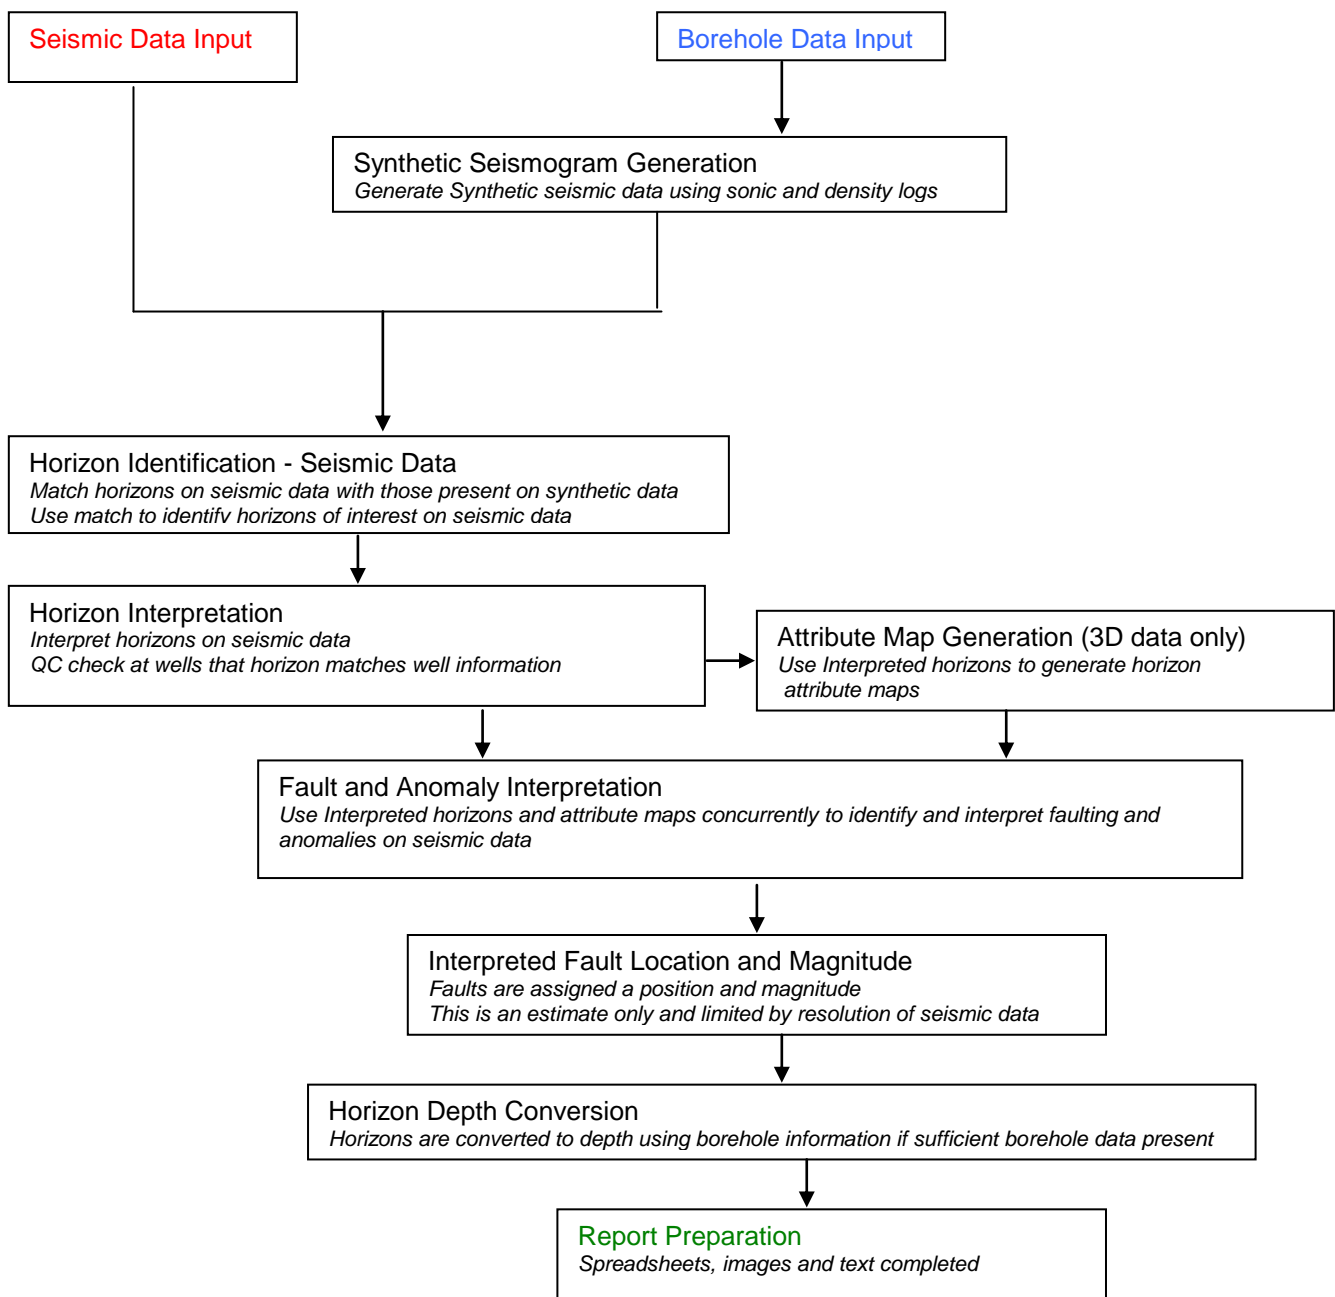 Seismic Data Input
Borehole Data Input
Synthetic Seismogram Generation
Generate Synthetic seismic data using sonic and density logs
Horizon Identification - Seismic Data
Match horizons on seismic data with those present on synthetic data
Use match to identify horizons of interest on seismic data
Horizon Interpretation
Interpret horizons on seismic data
QC check at wells that horizon matches well information
Attribute Map Generation (3D data only)
Use Interpreted horizons to generate horizon
attribute maps
Fault and Anomaly Interpretation
Use Interpreted horizons and attribute maps concurrently to identify and interpret faulting and
anomalies on seismic data
Interpreted Fault Location and Magnitude
Faults are assigned a position and magnitude
This is an estimate only and limited by resolution of seismic data
Horizon Depth Conversion
Horizons are converted to depth using borehole information if sufficient borehole data present
Report Preparation
Spreadsheets, images and text completed